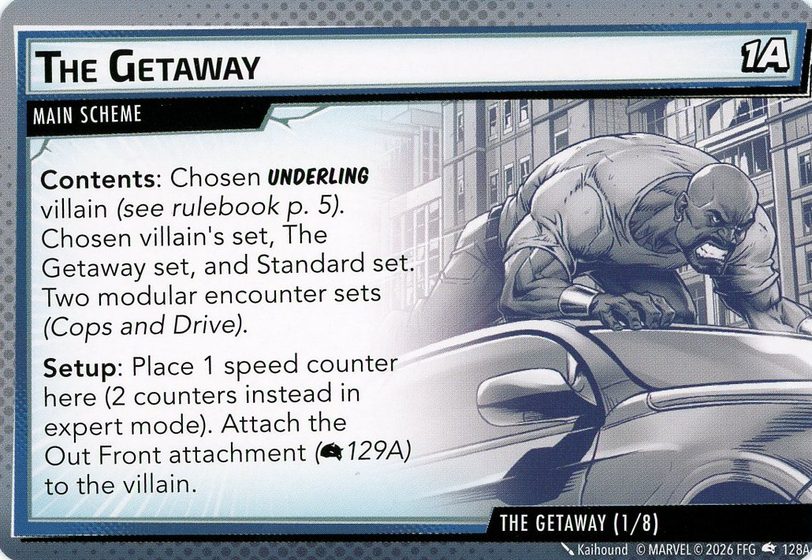 THE GETAWAY
1A
MAIN SCHEME
Contents: Chosen UNDERLING
villain (see rulebook p. 5).
Chosen villain's set, The
Getaway set, and Standard set.
Two modular encounter sets
(Cops and Drive).
Setup: Place 1 speed counter
here (2 counters instead in
expert mode). Attach the
Out Front attachment (129A)
to the villain.
THE GETAWAY (1/8)
Kaihound © MARVEL © 2026 FFG 128